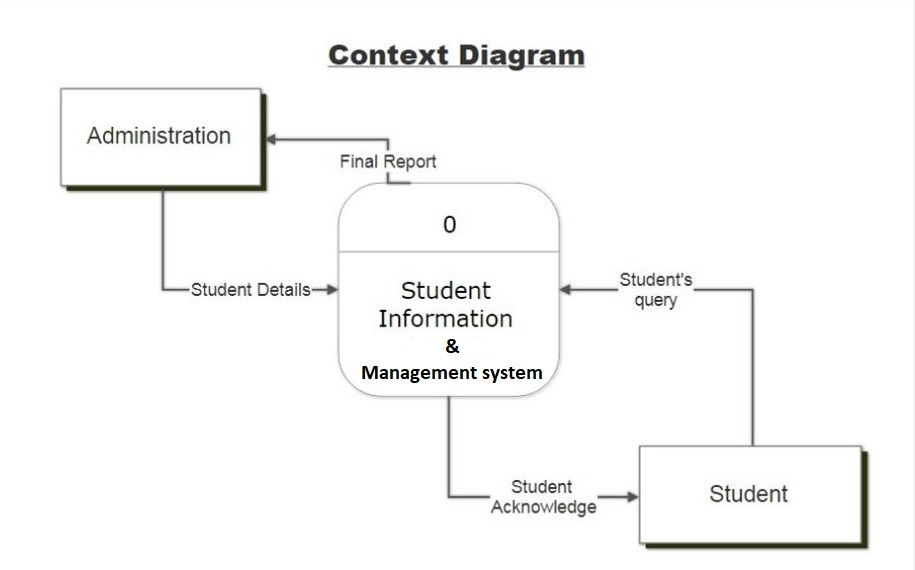 Context Diagram
Administration
Final Report
0
Student Details
Student
Information
&
Management system
Student's
query
Student
Acknowledge
Student